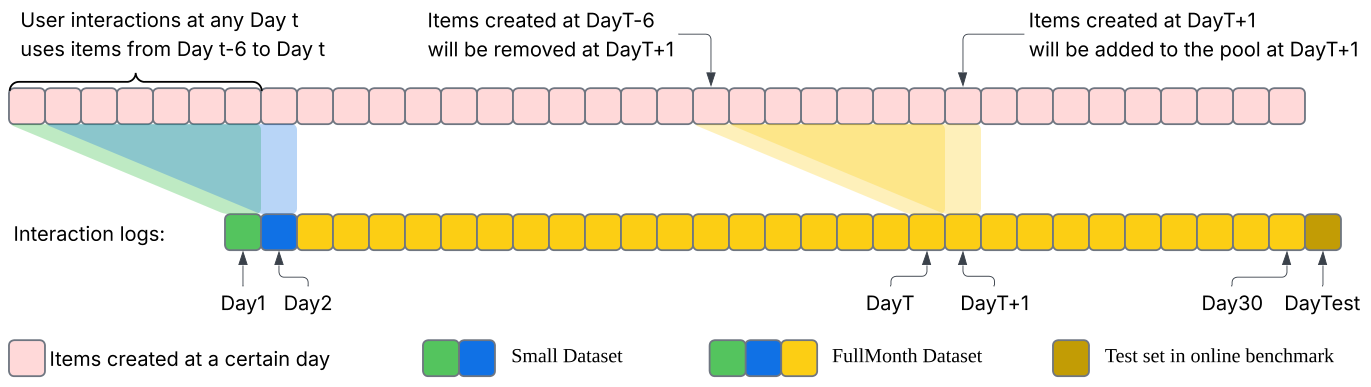 User interactions at any Day t
uses items from Day t-6 to Day t
Items created at DayT-6
will be removed at DayT+1
Items created at DayT+1
will be added to the pool at DayT+1
Interaction logs:
Day1
Day2
DayT
DayT+1
Day30
DayTest
Items created at a certain day
Small Dataset
FullMonth Dataset
Test set in online benchmark